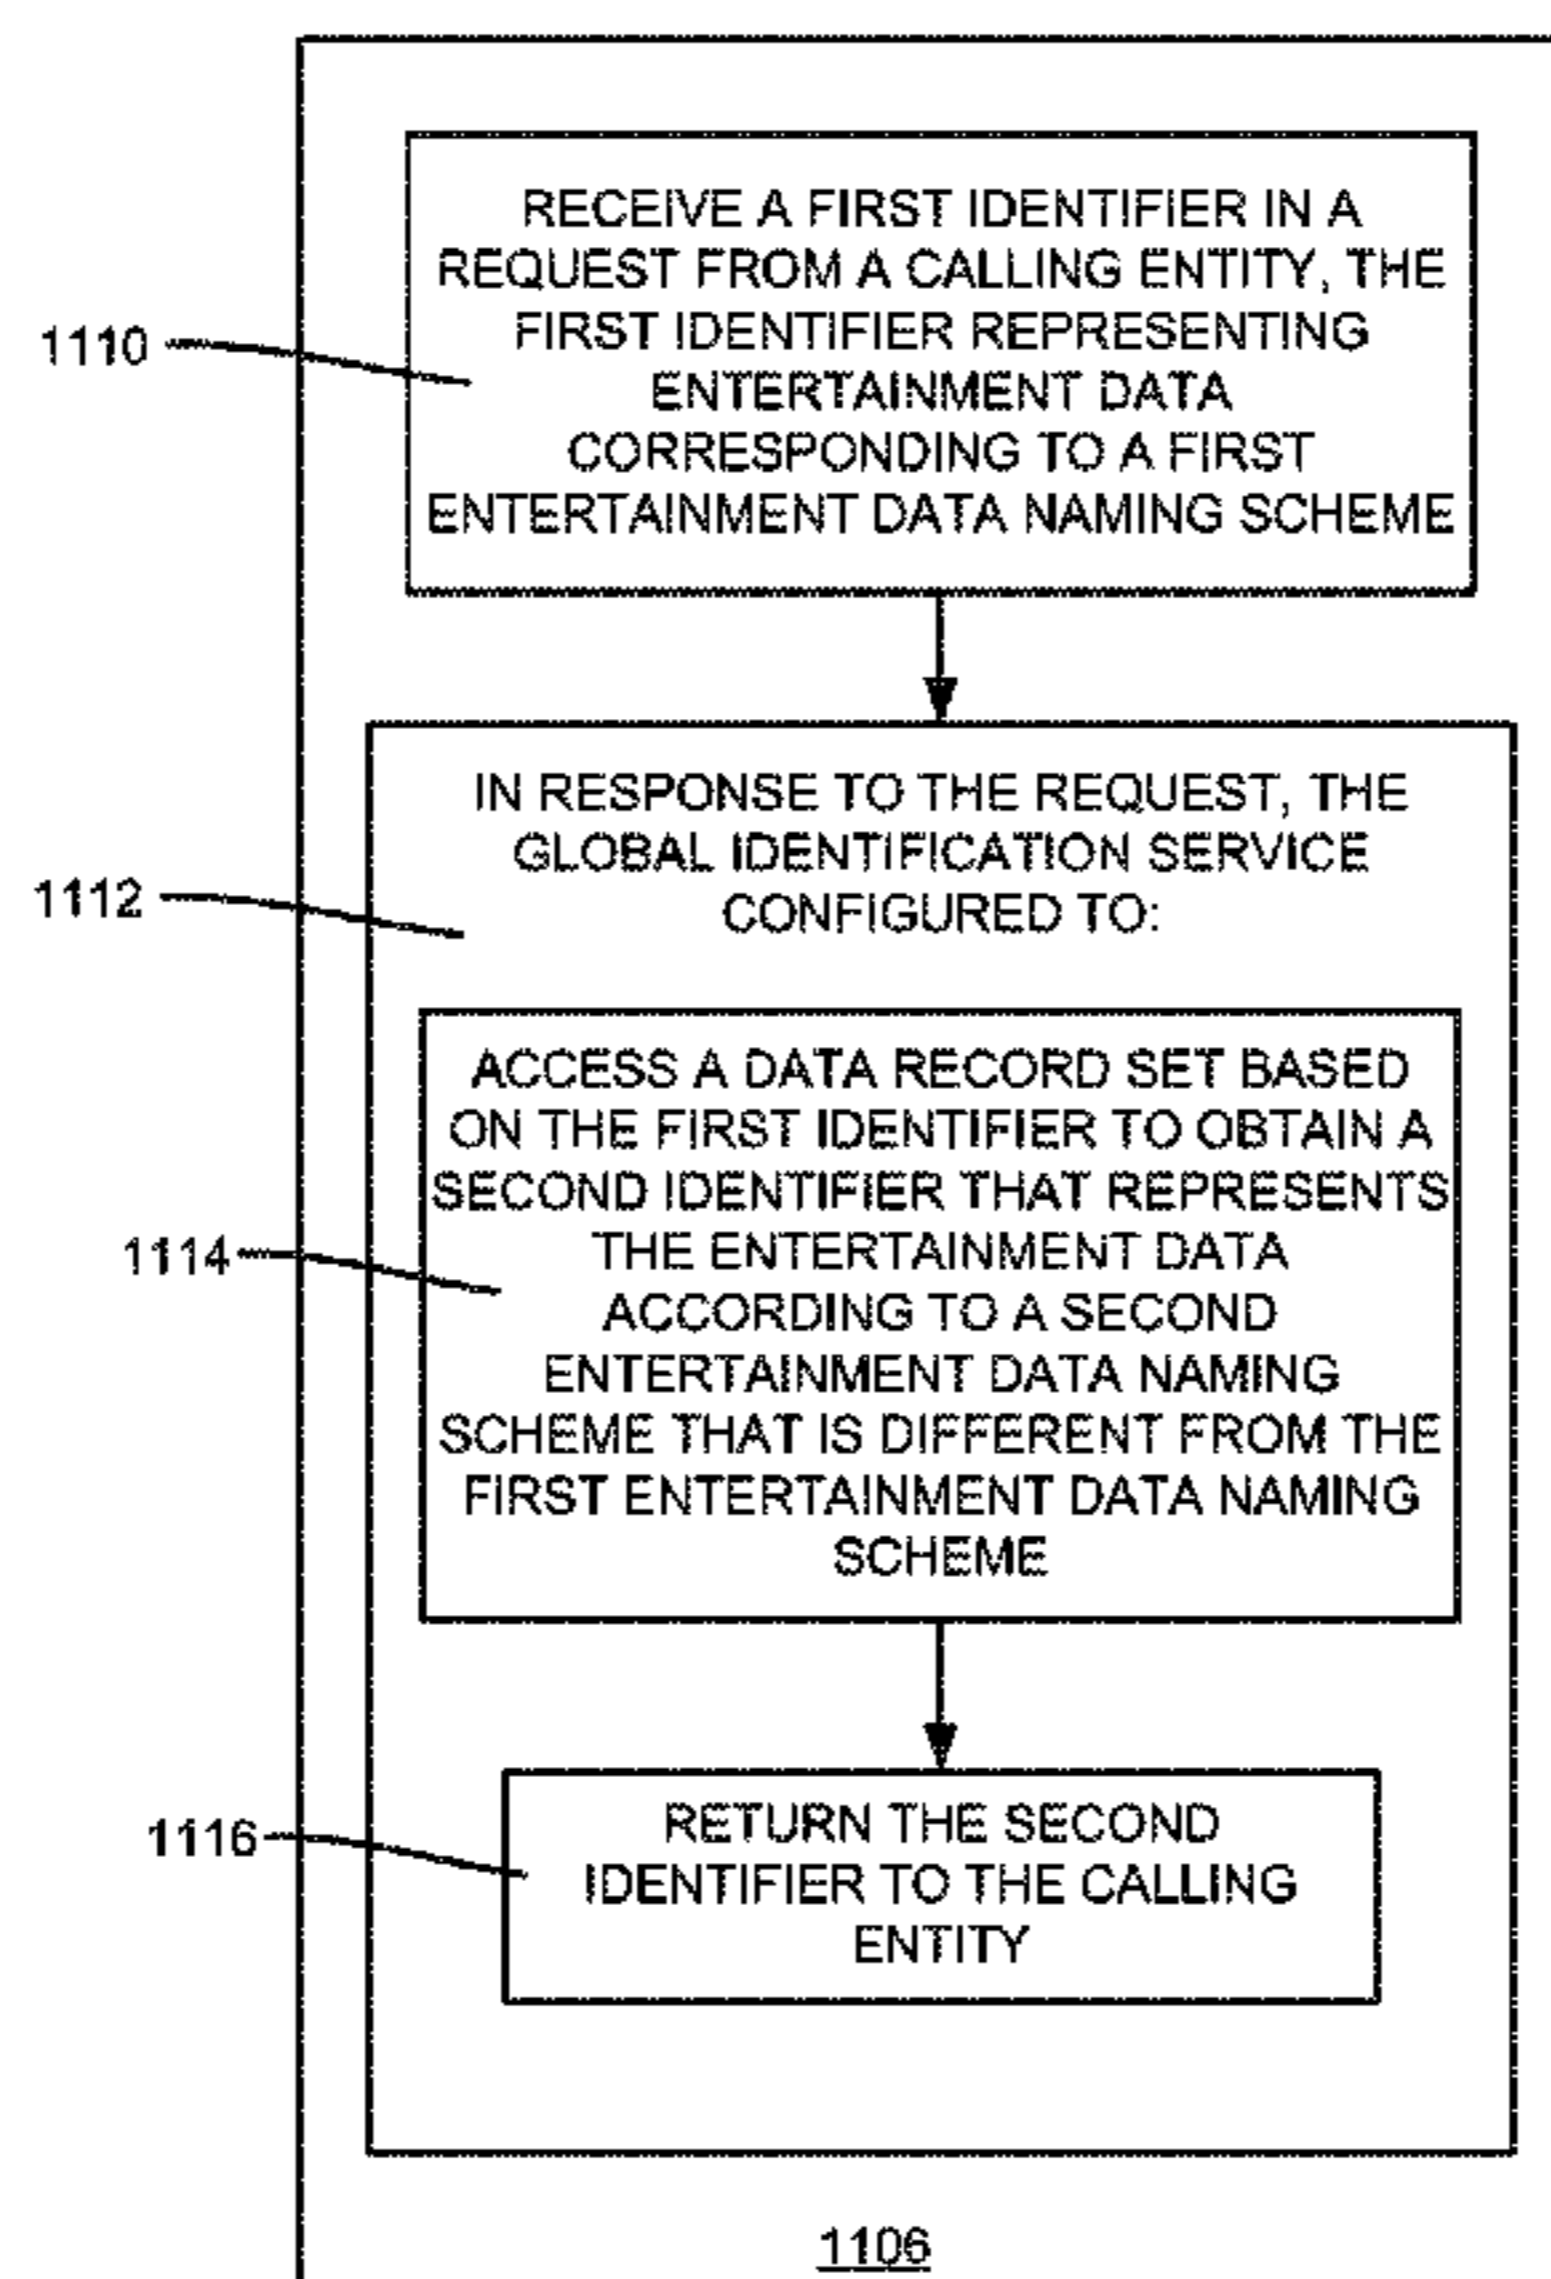 RECEIVE A FIRST IDENTIFIER IN A
REQUEST FROM A CALLING ENTITY, THE
FIRST IDENTIFIER REPRESENTING
ENTERTAINMENT DATA
CORRESPONDING TO A FIRST
ENTERTAINMENT DATA NAMING SCHEME
1110
IN RESPONSE TO THE REQUEST, THE
GLOBAL IDENTIFICATION SERVICE
CONFIGURED TO:
1112
ACCESS A DATA RECORD SET BASED
ON THE FIRST IDENTIFIER TO OBTAIN A
SECOND IDENTIFIER THAT REPRESENTS
THE ENTERTAINMENT DATA
ACCORDING TO A SECOND
ENTERTAINMENT DATA NAMING
SCHEME THAT IS DIFFERENT FROM THE
FIRST ENTERTAINMENT DATA NAMING
SCHEME
1114
RETURN THE SECOND
IDENTIFIER TO THE CALLING
ENTITY
1116
1106